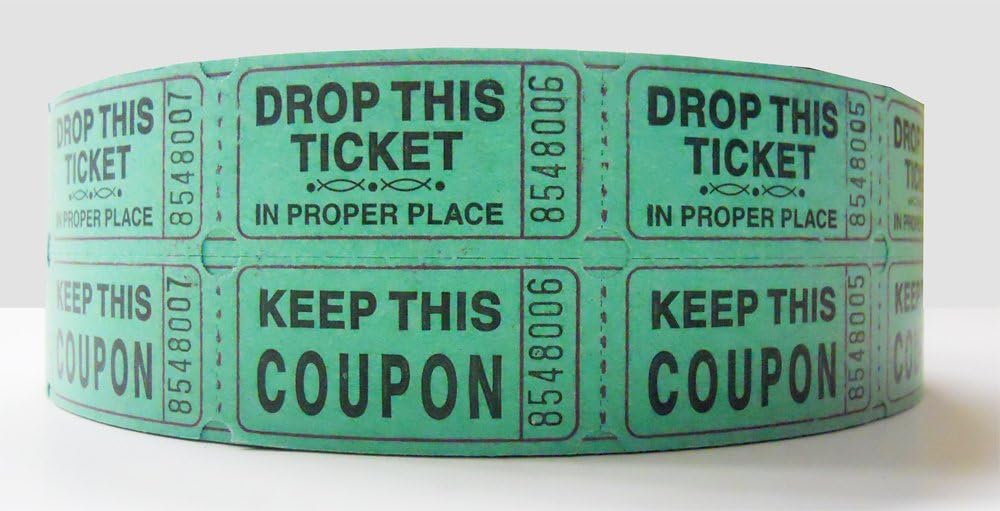 DROP THIS
TICKET
IN PROPER PLACE
8548007
DROP THIS
TICKET
IN PROPER PLACE
8548006
DROP THIS
TICKET
IN PROPER PLACE
8548005
KEEP THIS
COUPON
8548007
KEEP THIS
COUPON
8548006
KEEP THIS
COUPON
8548005